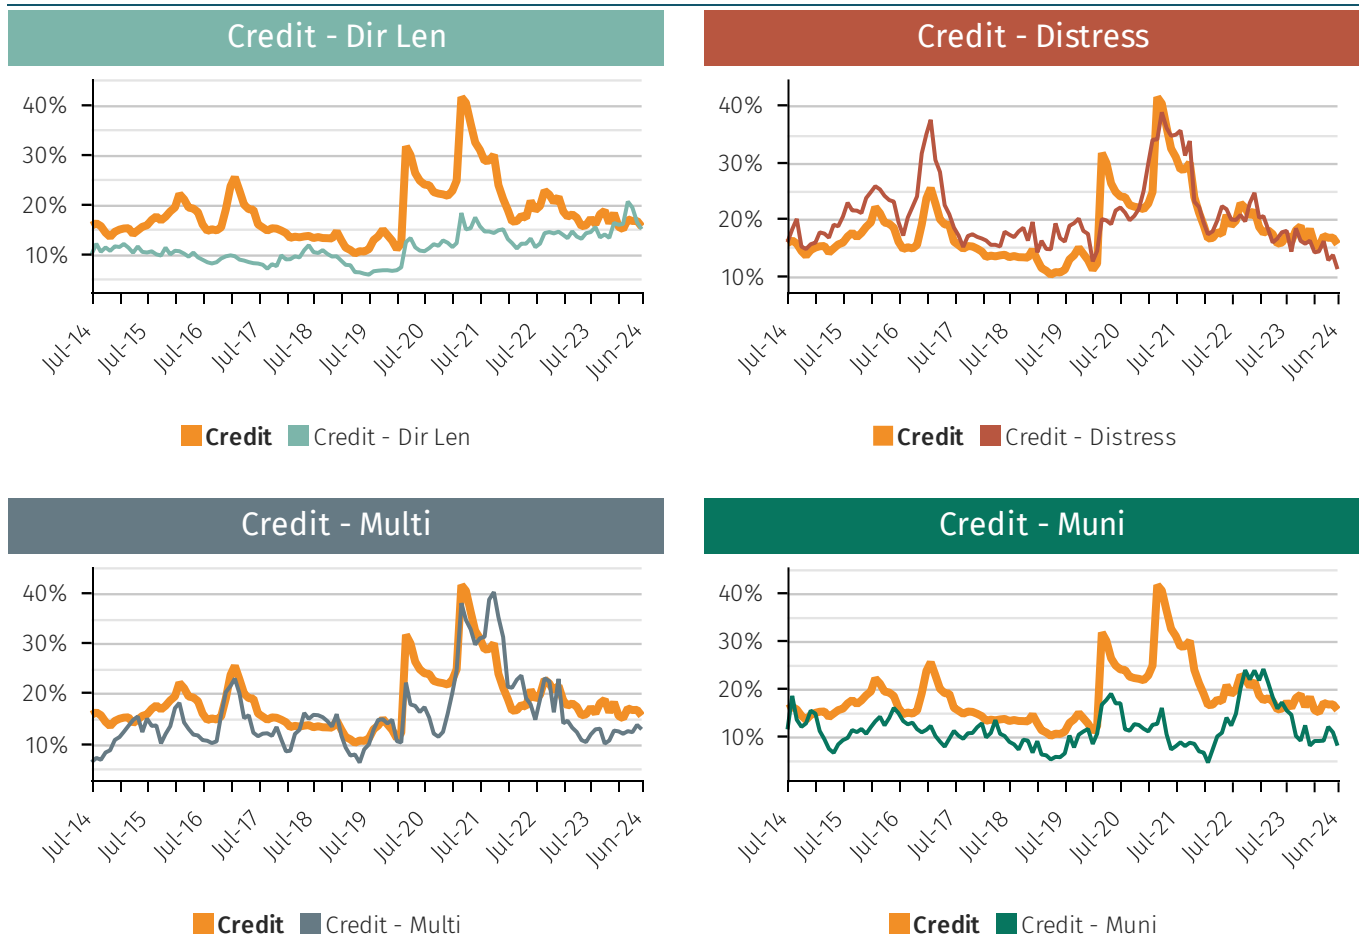 Credit - Dir Len
40%
30%
20%
10%
Jul-14
Jul-15
Jul-16
Jul-17
Jul-18
Jul-19
Jul-20
Jul-21
Jul-22
Jul-23
Jun-24
Credit Credit - Dir Len
Credit - Distress
40%
30%
20%
10%
Jul-14
Jul-15
Jul-16
Jul-17
Jul-18
Jul-19
Jul-20
Jul-21
Jul-22
Jul-23
Jun-24
Credit Credit - Distress
Credit - Multi
40%
30%
20%
10%
Jul-14
Jul-15
Jul-16
Jul-17
Jul-18
Jul-19
Jul-20
Jul-21
Jul-22
Jul-23
Jun-24
Credit Credit - Multi
Credit - Muni
40%
30%
20%
10%
Jul-14
Jul-15
Jul-16
Jul-17
Jul-18
Jul-19
Jul-20
Jul-21
Jul-22
Jul-23
Jun-24
Credit Credit - Muni